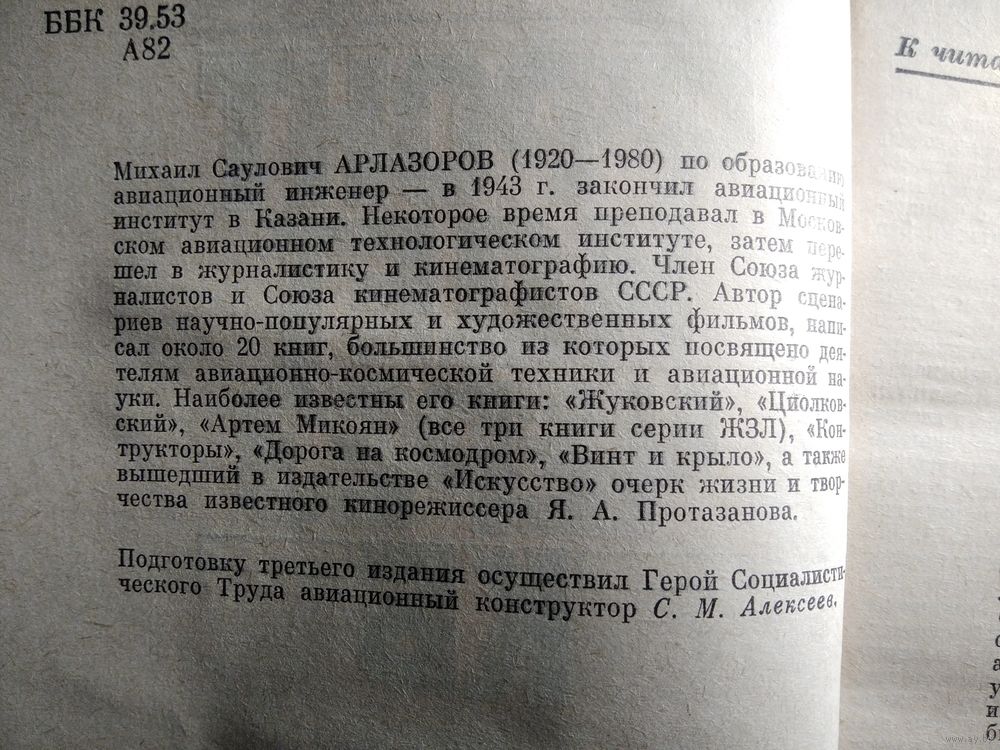 ББК 39.53
А82
К чита
Михаил Саулович АРЛАЗОРОВ (1920—1980) по образованию
авиационный инженер — в 1943 г. закончил авиационный
институт в Казани. Некоторое время преподавал в Москов-
ском авиационном технологическом институте, затем пере-
шел в журналистику и кинематографию. Член Союза жур-
налистов и Союза кинематографистов СССР. Автор сцена-
риев научно-популярных и художественных фильмов, напи-
сал около 20 книг, большинство из которых посвящено дея-
телям авиационно-космической техники и авиационной на-
уки. Наиболее известны его книги: «Жуковский», «Циолков-
ский», «Артем Микоян» (все три книги серии ЖЗЛ), «Кон-
трукторы», «Дорога на космодром», «Винт и крыло», а также
вышедший в издательстве «Искусство» очерк жизни и твор-
чества известного кинорежиссера Я. А. Протазанова.
Подготовку третьего издания осуществил Герой Социалисти-
ческого Труда авиационный конструктор С. М. Алексеев.
с
а
у
и
б